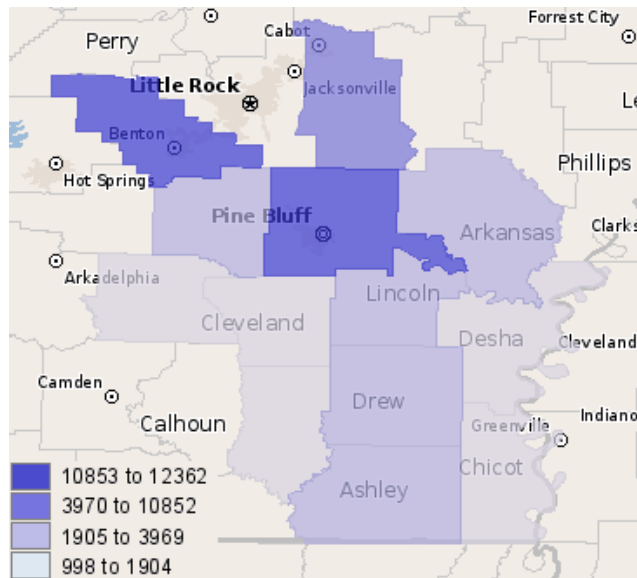 Forrest City
Perry
Cabot
Little Rock
Jacksonville
Le
Benton
Phillips
Hot Springs
Pine Bluff
Arkansas
Clarks
Arkadelphia
Lincoln
Cleveland
Desha
Cleveland
Camden
Drew
Calhoun
Greenville
Indiano
Chicot
Ashley
10853 to 12362
3970 to 10852
1905 to 3969
998 to 1904